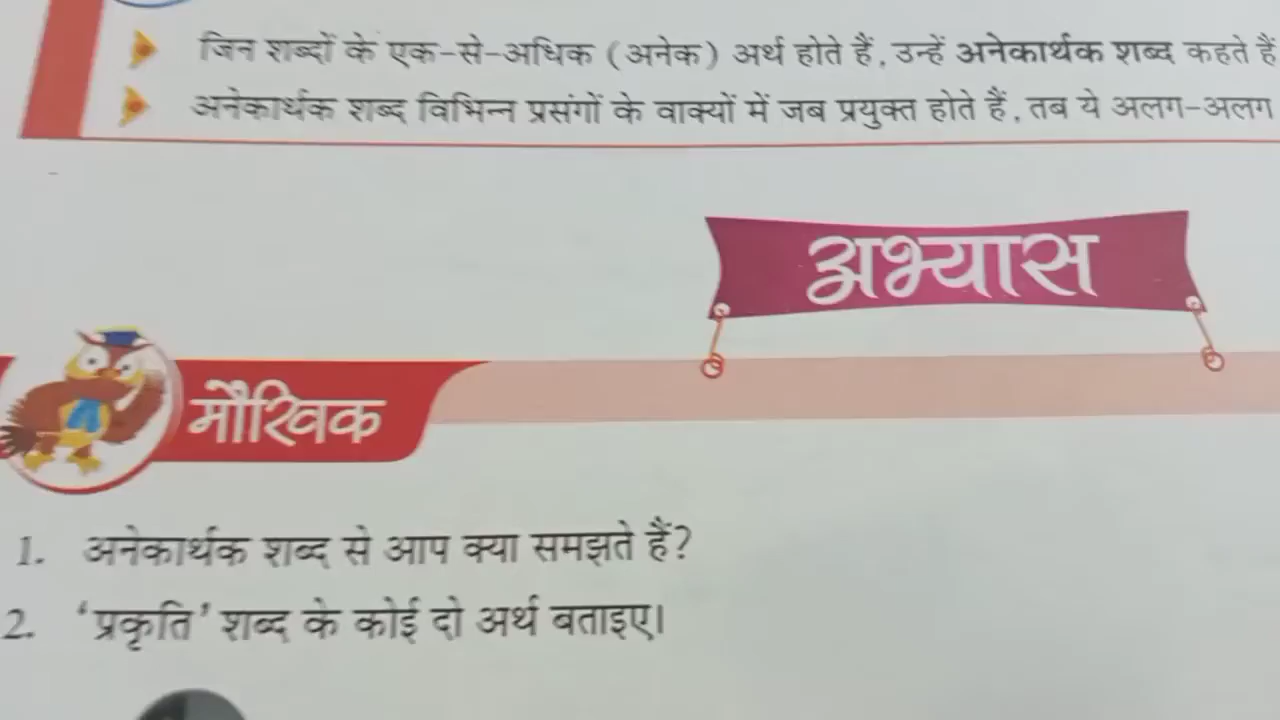 जिन शब्दों के एक-से-अधिक (अनेक) अर्थ होते हैं, उन्हें अनेकार्थक शब्द कहते हैं
अनेकार्थक शब्द विभिन्न प्रसंगों के वाक्यों में जब प्रयुक्त होते हैं, तब ये अलग-अलग
अभ्यास
मौखिक
1. अनेकार्थक शब्द से आप क्या समझते हैं?
2. 'प्रकृति' शब्द के कोई दो अर्थ बताइए।